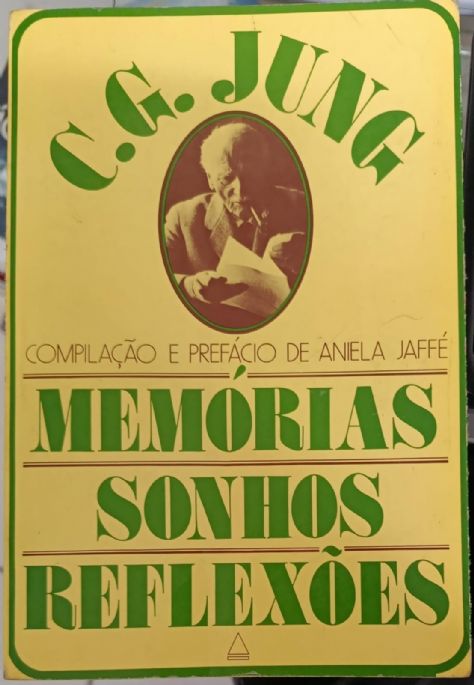 C.G. JUNG
COMPILAÇÃO E PREFÁCIO DE ANIELA JAFFÉ
MEMÓRIAS
SONHOS
REFLEXÕES